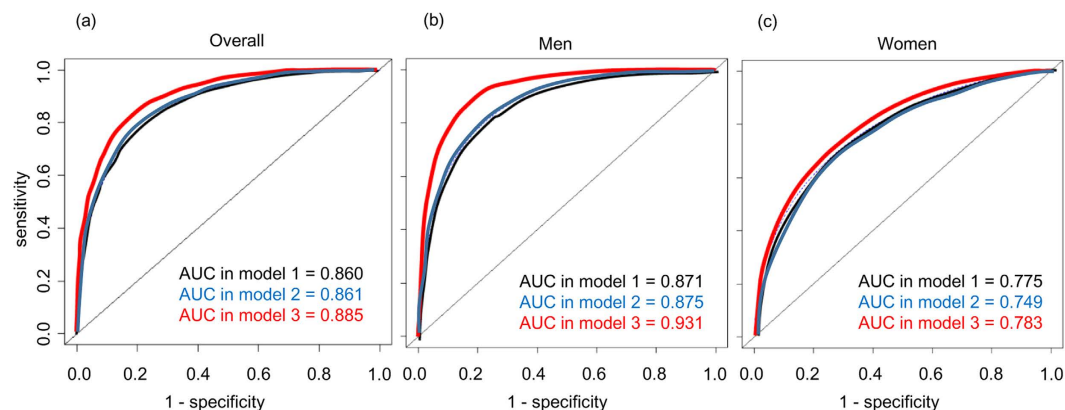 (a)
Overall
sensitivity
1.0
0.8
0.6
0.4
0.2
0.0
AUC in model 1 = 0.860
AUC in model 2 = 0.861
AUC in model 3 = 0.885
0.0 0.2 0.4 0.6 0.8 1.0
1 - specificity
(b)
Men
AUC in model 1 = 0.871
AUC in model 2 = 0.875
AUC in model 3 = 0.931
0.0 0.2 0.4 0.6 0.8 1.0
1 - specificity
(c)
Women
AUC in model 1 = 0.775
AUC in model 2 = 0.749
AUC in model 3 = 0.783
0.0 0.2 0.4 0.6 0.8 1.0
1 - specificity